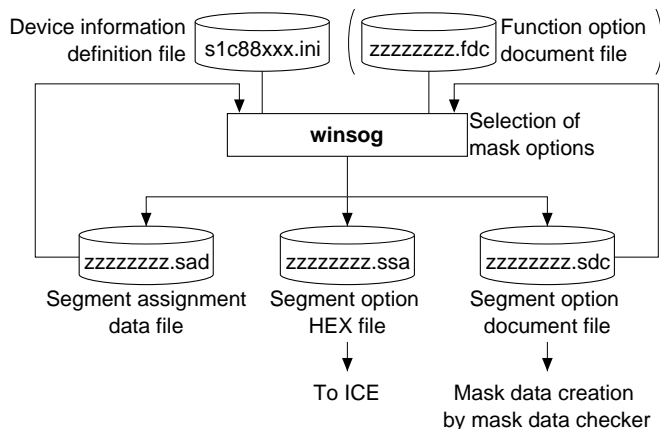 Device information
definition file
s1c88xxx.ini
zzzzzzzz.fdc
Function option
document file
winsog
Selection of
mask options
zzzzzzzz.sad
zzzzzzzz.ssa
zzzzzzzz.sdc
Segment assignment
data file
Segment option
HEX file
Segment option
document file
To ICE
Mask data creation
by mask data checker